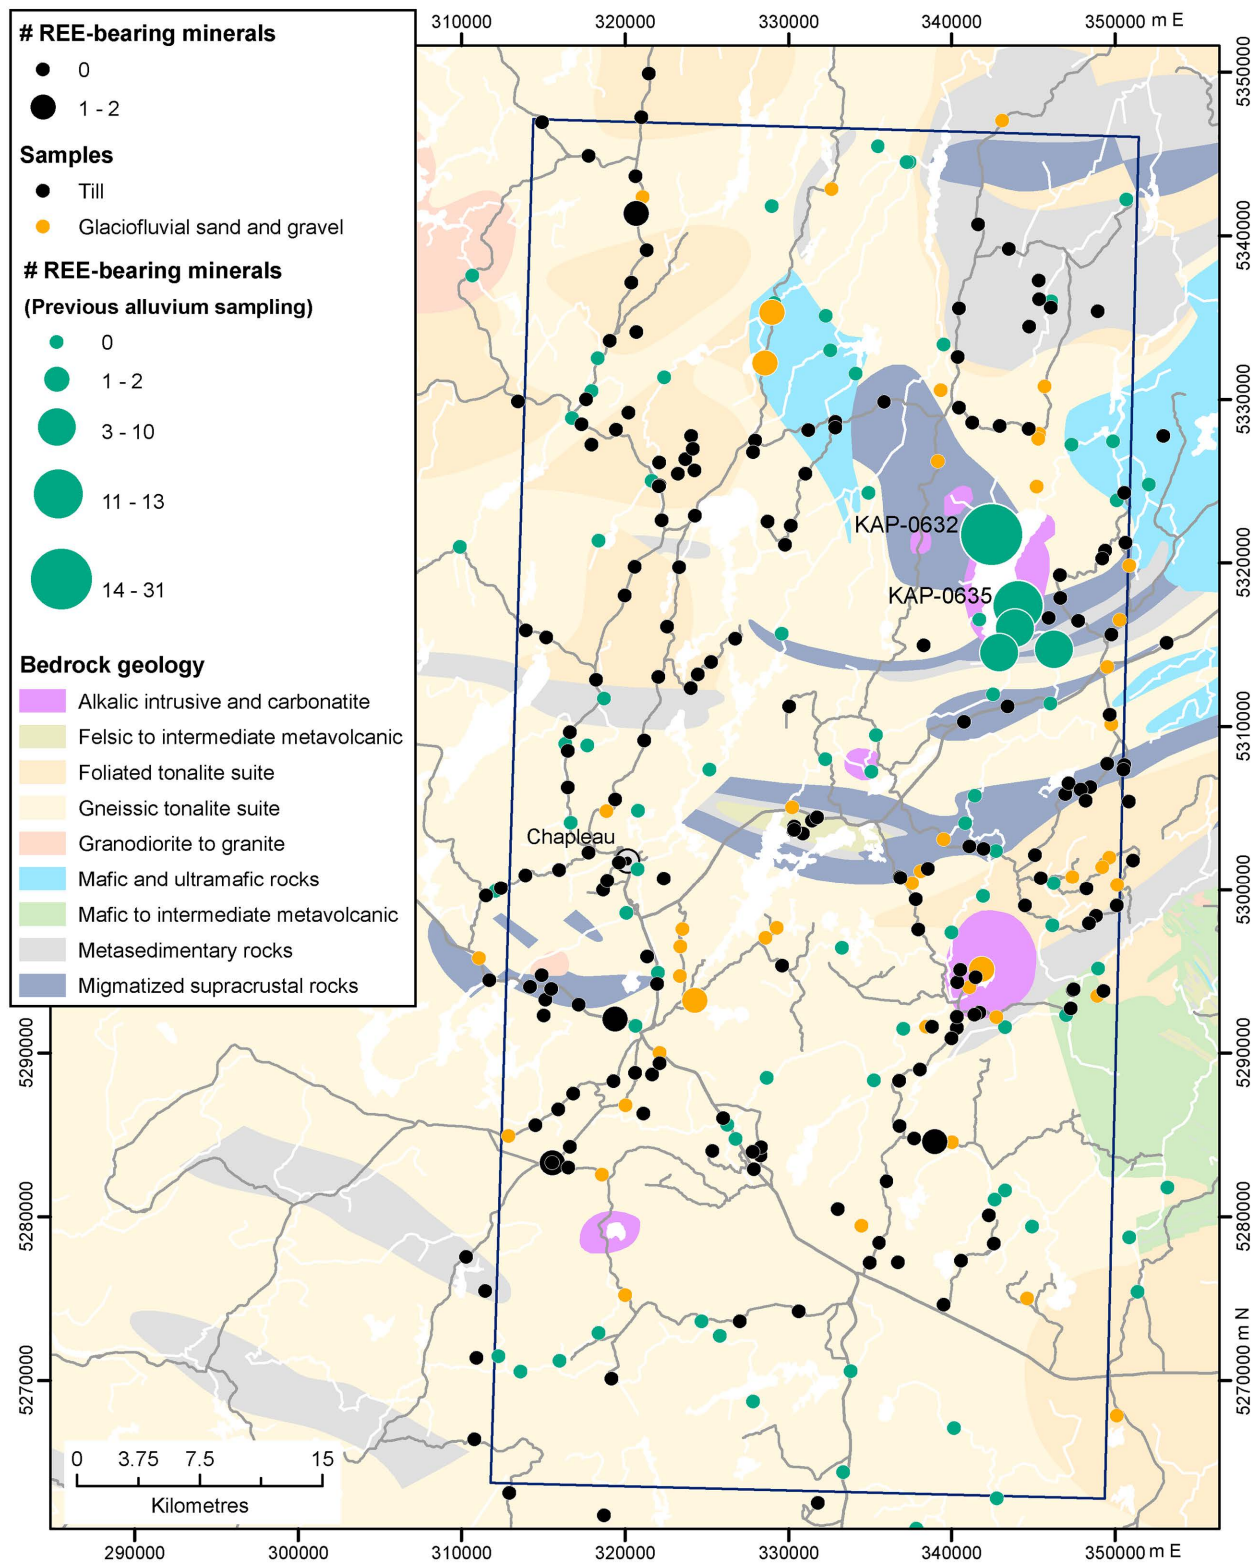 310000
320000
330000
340000
350000 m E
# REE-bearing minerals
0
1 - 2
Samples
Till
Glaciofluvial sand and gravel
# REE-bearing minerals
(Previous alluvium sampling)
0
1 - 2
3 - 10
11 - 13
14 - 31
Bedrock geology
Alkalic intrusive and carbonatite
Felsic to intermediate metavolcanic
Foliated tonalite suite
Gneissic tonalite suite
Granodiorite to granite
Mafic and ultramafic rocks
Mafic to intermediate metavolcanic
Metasedimentary rocks
Migmatized supracrustal rocks
5350000
5340000
5330000
5320000
5310000
5300000
5290000
5280000
5270000 m N
KAP-0632
KAP-0635
Chapleau
5290000
5280000
5270000
0
3.75
7.5
15
Kilometres
290000
300000
310000
320000
330000
340000
350000 m E